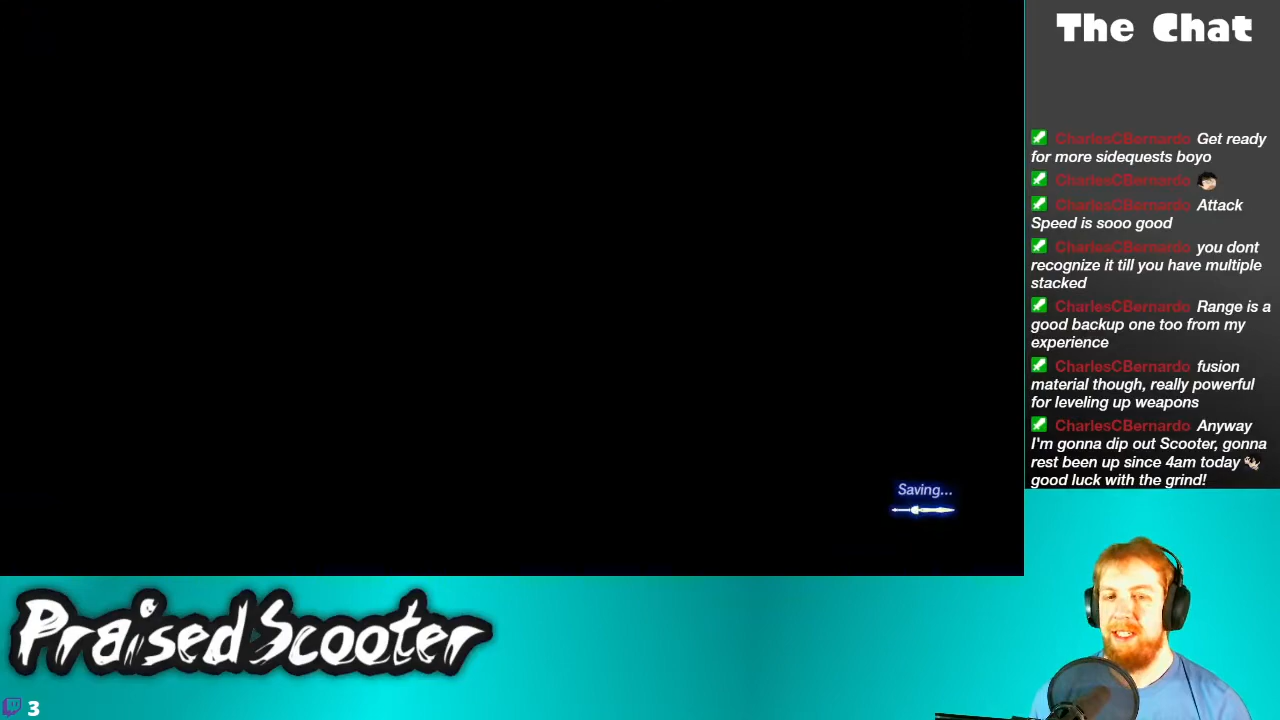 The Chat
CharlesCBernardo Get ready
for more sidequests boyo
CharlesCBernardo
CharlesCBernardo Attack
Speed is sooo good
CharlesCBernardo you dont
recognize it till you have multiple
stacked
CharlesCBernardo Range is a
good backup one too from my
experience
CharlesCBernardo fusion
material though, really powerful
for leveling up weapons
CharlesCBernardo Anyway
I'm gonna dip out Scooter, gonna
rest been up since 4am today
good luck with the grind!
Saving...
PraisedScooter
3